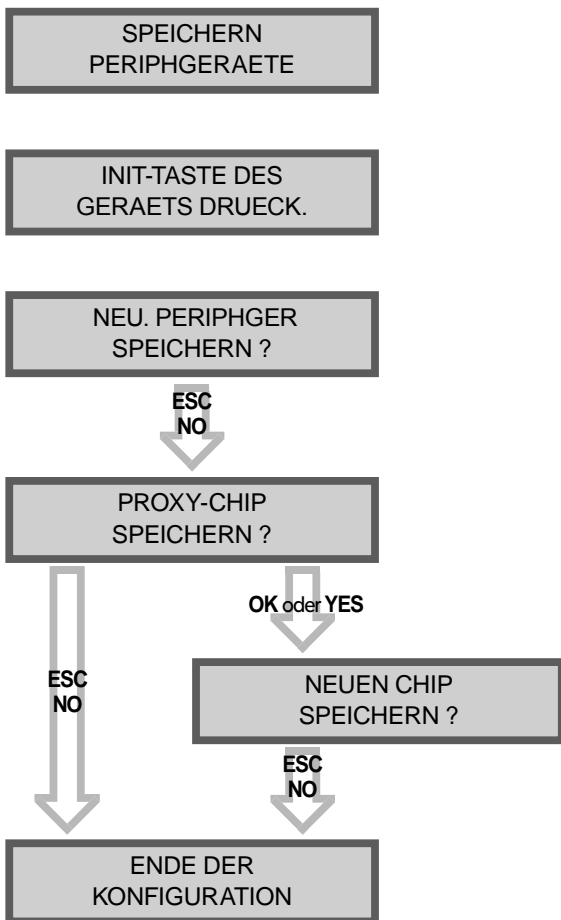 SPEICHERN
PERIPHGERAETE
INIT-TASTE DES
GERAETS DRUECK.
NEU. PERIPHGER
SPEICHERN ?
ESC
NO
PROXY-CHIP
SPEICHERN ?
OK oder YES
ESC
NO
NEUEN CHIP
SPEICHERN ?
ESC
NO
ENDE DER
KONFIGURATION